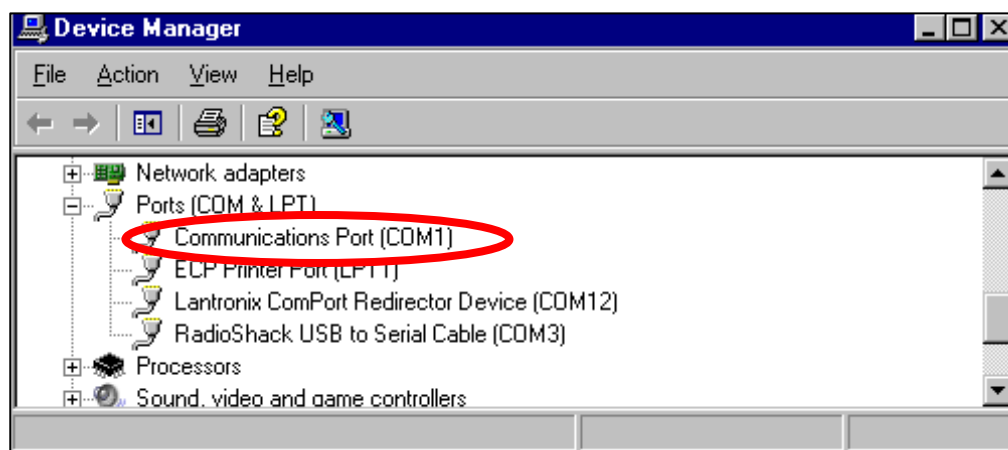 Device Manager
File Action View Help
Network adapters
Ports (COM & LPT)
Communications Port (COM1)
ECP Printer Port (LPT1)
Lantronix ComPort Redirector Device (COM12)
RadioShack USB to Serial Cable (COM3)
Processors
Sound, video and game controllers